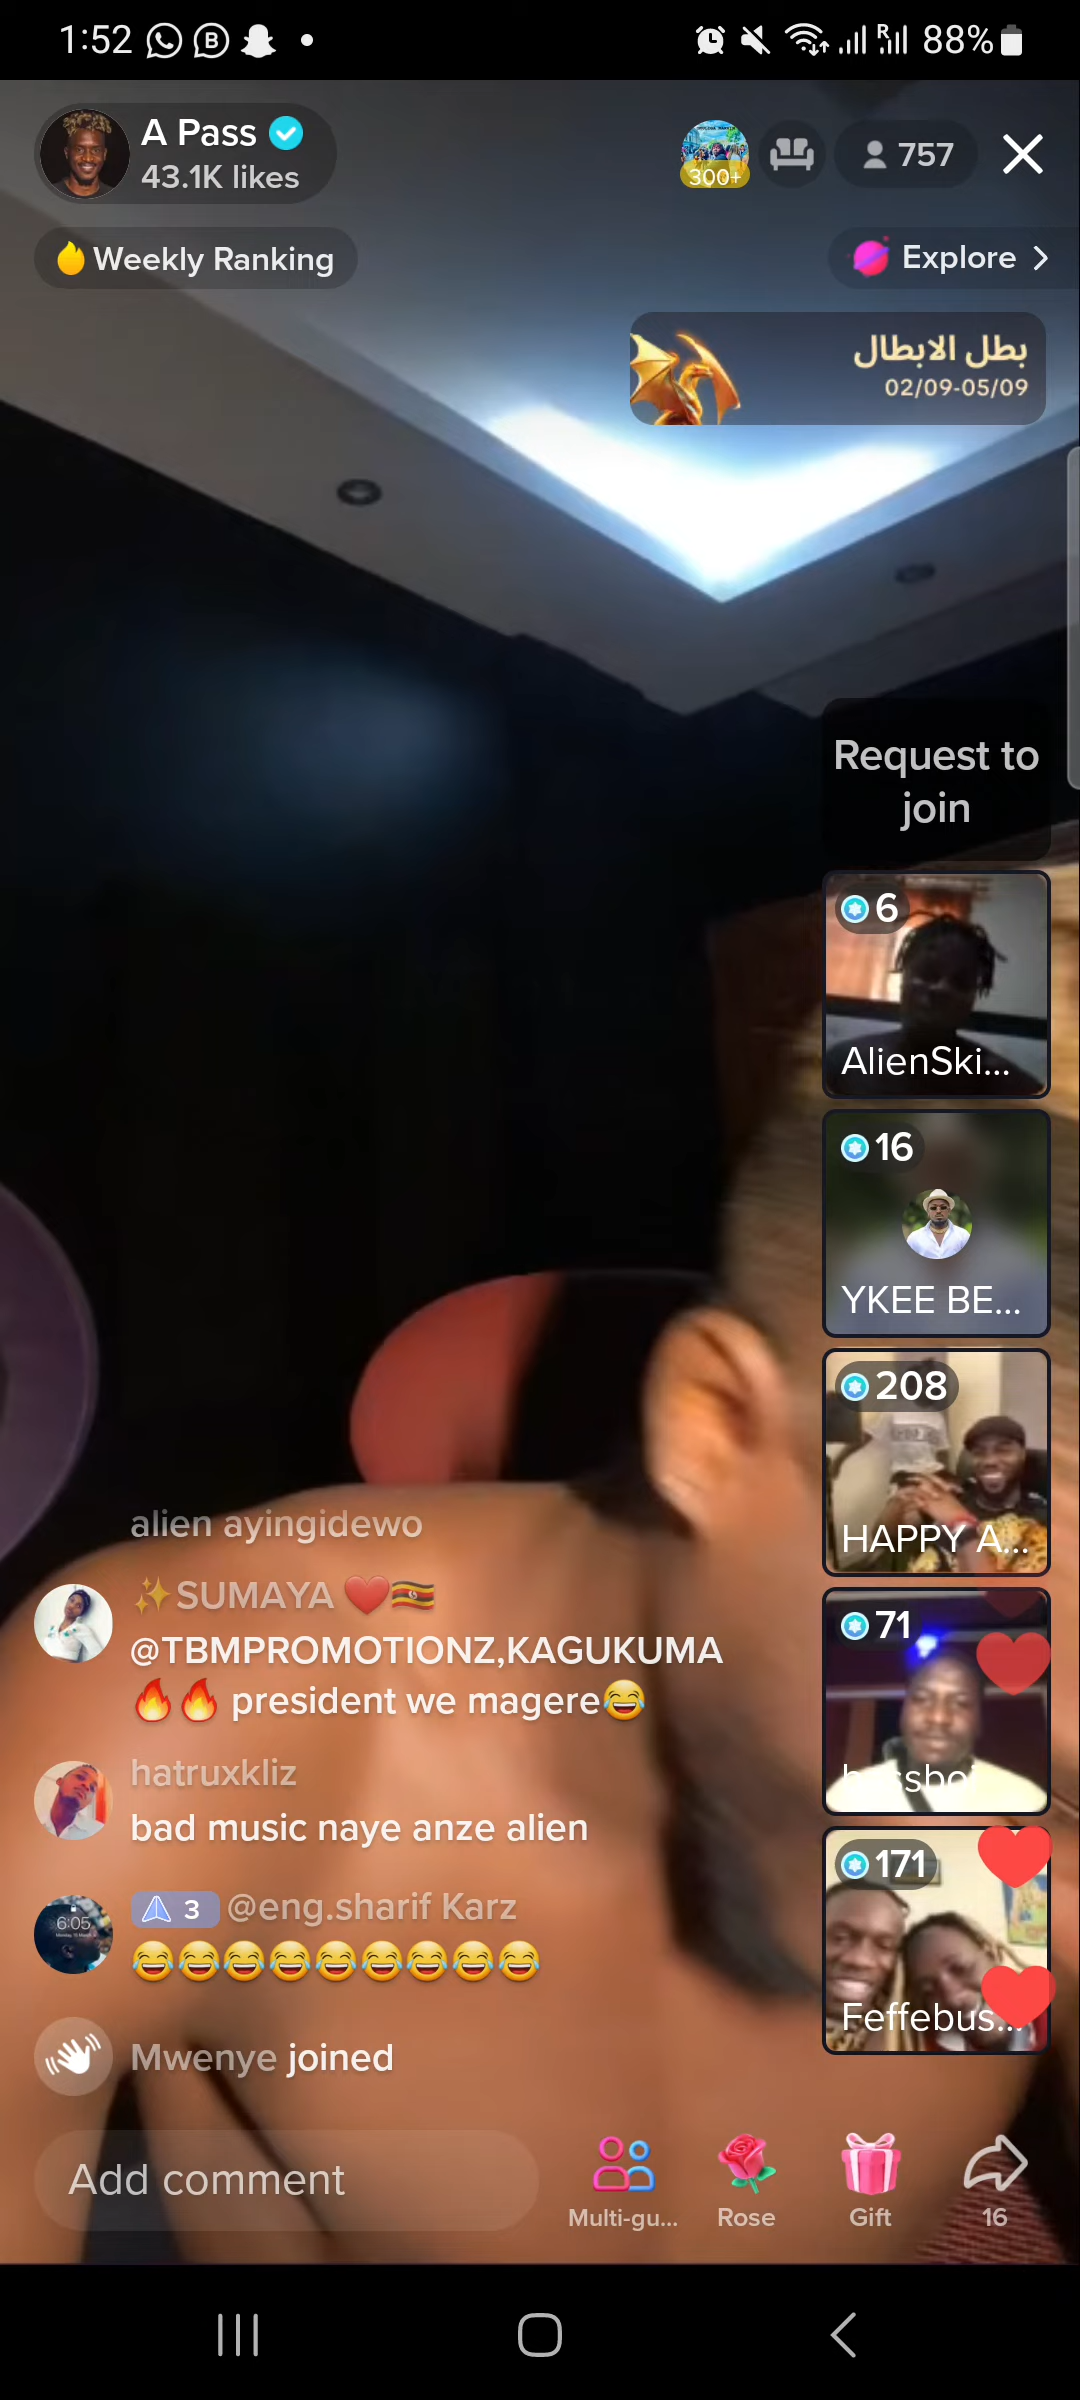 1:52
88%
A Pass
43.1K likes
300+
757
Weekly Ranking
Explore
بطل الابطال
02/09-05/09
Request to
join
6
AlienSki...
16
YKEE BE...
208
HAPPY A...
71
171
Feffebus...
alien ayingidewo
✨SUMAYA ❤️🇺🇬
@TBMPROMOTIONZ,KAGUKUMA
🔥🔥 president we magere😂
hatruxkliz
bad music naye anze alien
3 @eng.sharif Karz
😂😂😂😂😂😂😂😂😂
6:05
Mwenye joined
Add comment
Multi-gu...
Rose
Gift
16